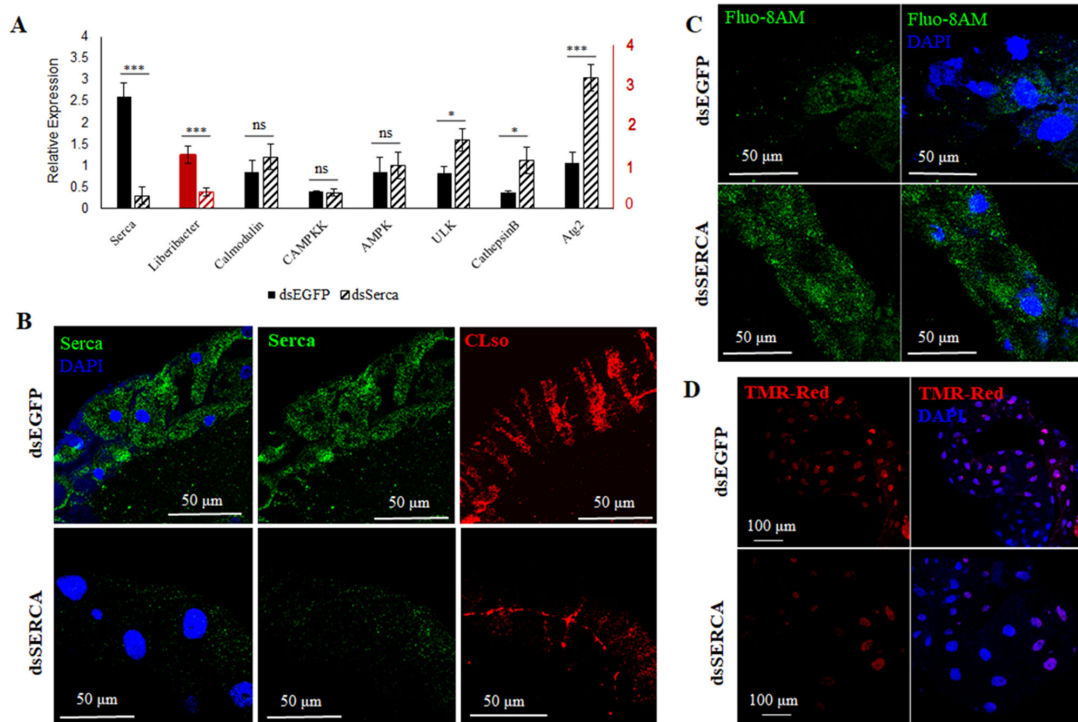 A
Relative Expression
4
3.5
3
2.5
2
1.5
1
0.5
0
4
3
2
1
0
***
***
ns
ns
ns
*
*
***
Serca
Liberibacter
Calmodulin
CAMPKK
AMPK
ULK
CathepsinB
Atg2
dsEGFP dsSerca
B
dsEGFP
Serca
DAPI
50 µm
Serca
50 µm
CLso
50 µm
dsSERCA
50 µm
50 µm
50 µm
C
dsEGFP
Fluo-8AM
50 µm
Fluo-8AM
DAPI
50 µm
dsSERCA
50 µm
50 µm
D
dsEGFP
TMR-Red
100 µm
TMR-Red
DAPI
dsSERCA
100 µm